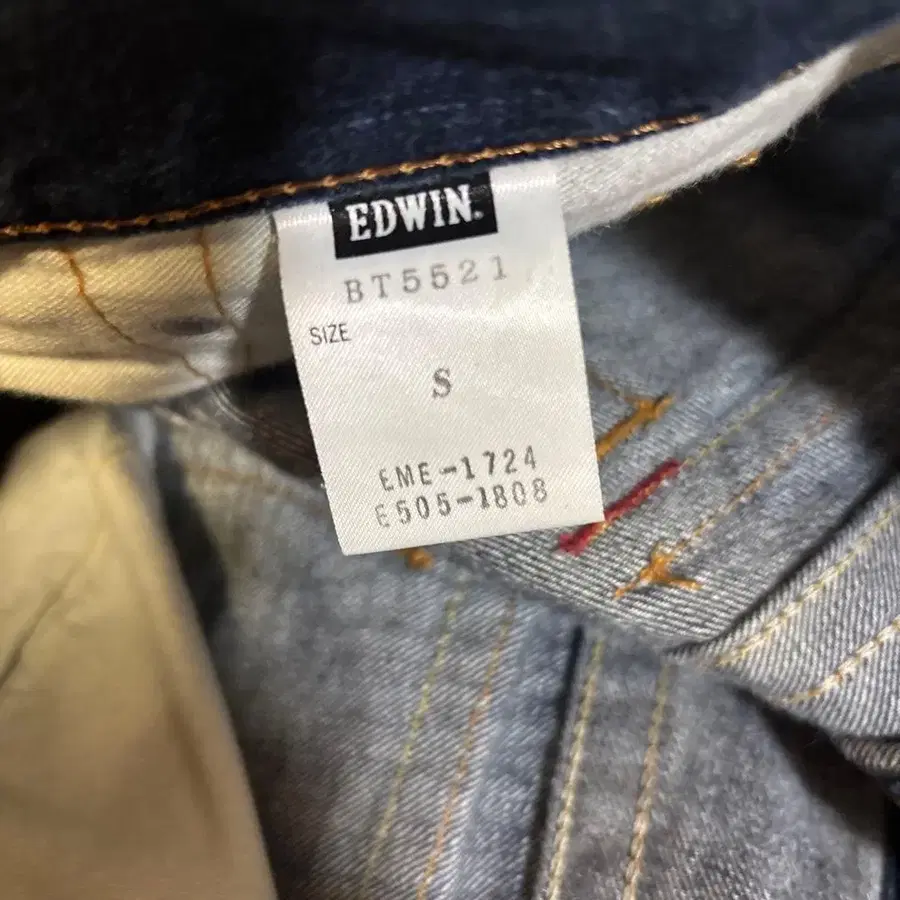 EDWIN.
BT5521
SIZE
S
EME-1724
E505-1808